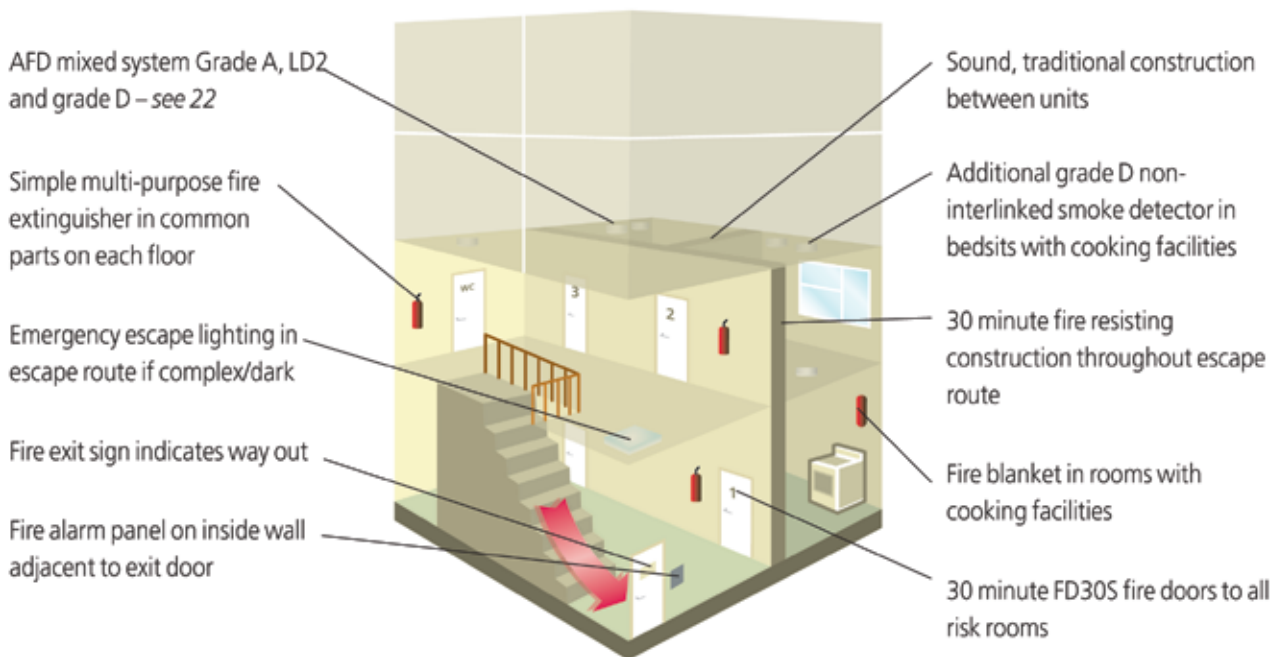 AFD mixed system Grade A, LD2
and grade D – see 22
Simple multi-purpose fire
extinguisher in common
parts on each floor
Emergency escape lighting in
escape route if complex/dark
Fire exit sign indicates way out
Fire alarm panel on inside wall
adjacent to exit door
WC
3
2
1
Sound, traditional construction
between units
Additional grade D non-
interlinked smoke detector in
bedsits with cooking facilities
30 minute fire resisting
construction throughout escape
route
Fire blanket in rooms with
cooking facilities
30 minute FD30S fire doors to all
risk rooms